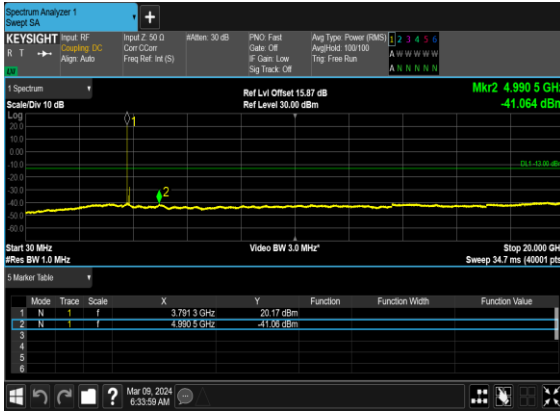 Spectrum Analyzer 1
Swept SA
+
KEYSIGHT Input: RF Input Z: 50 Ω #Atten: 30 dB PNO: Fast Avg Type: Power (RMS) 1 2 3 4 5 6
R T Coupling: DC Corr CCorr Gate: Off Avg|Hold: 100/100 A W W W W W
Align: Auto Freq Ref: Int (S) IF Gain: Low Trig: Free Run
Sig Track: Off A N N N N N
1 Spectrum Ref Lvl Offset 15.87 dB Mkr2 4.990 5 GHz
Scale/Div 10 dB Ref Level 30.00 dBm -41.064 dBm
Log
20.0
10.0
0.00
-10.0
-20.0
-30.0
-40.0
-50.0
-60.0
1
DL1 -13.00 dBm
2
Start 30 MHz Video BW 3.0 MHz* Stop 20.000 GHz
#Res BW 1.0 MHz Sweep 34.7 ms (40001 pts)
5 Marker Table
Mode Trace Scale X Y Function Function Width Function Value
1 N 1 f 3.791 3 GHz 20.17 dBm
2 N 1 f 4.990 5 GHz -41.06 dBm
3
4
5
6
? Mar 09, 2024
6:33:59 AM